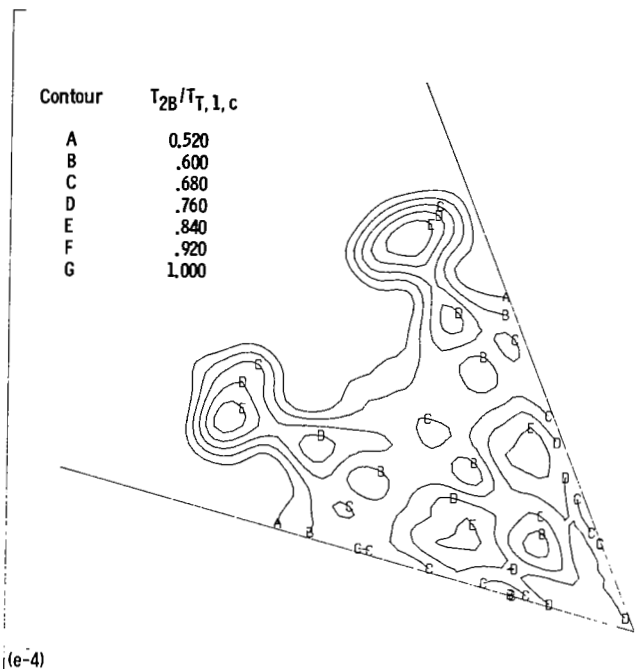 Contour T2B/TT, 1, c
A 0.520
B .600
C .680
D .760
E .840
F .920
G 1.000
(e-4)